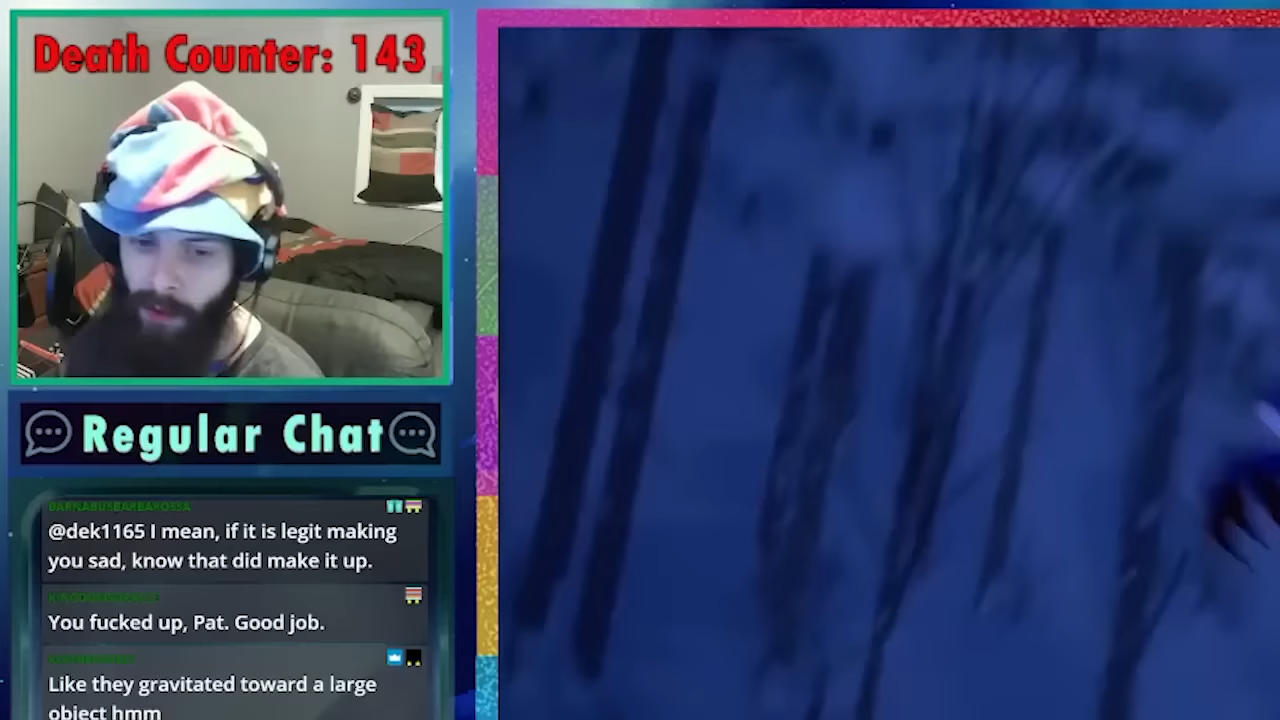 Death Counter: 143
Regular Chat
BARNABUSBARBAROSSA
@dek1165 I mean, if it is legit making
you sad, know that did make it up.
You fucked up, Pat. Good job.
Like they gravitated toward a large
object hmm